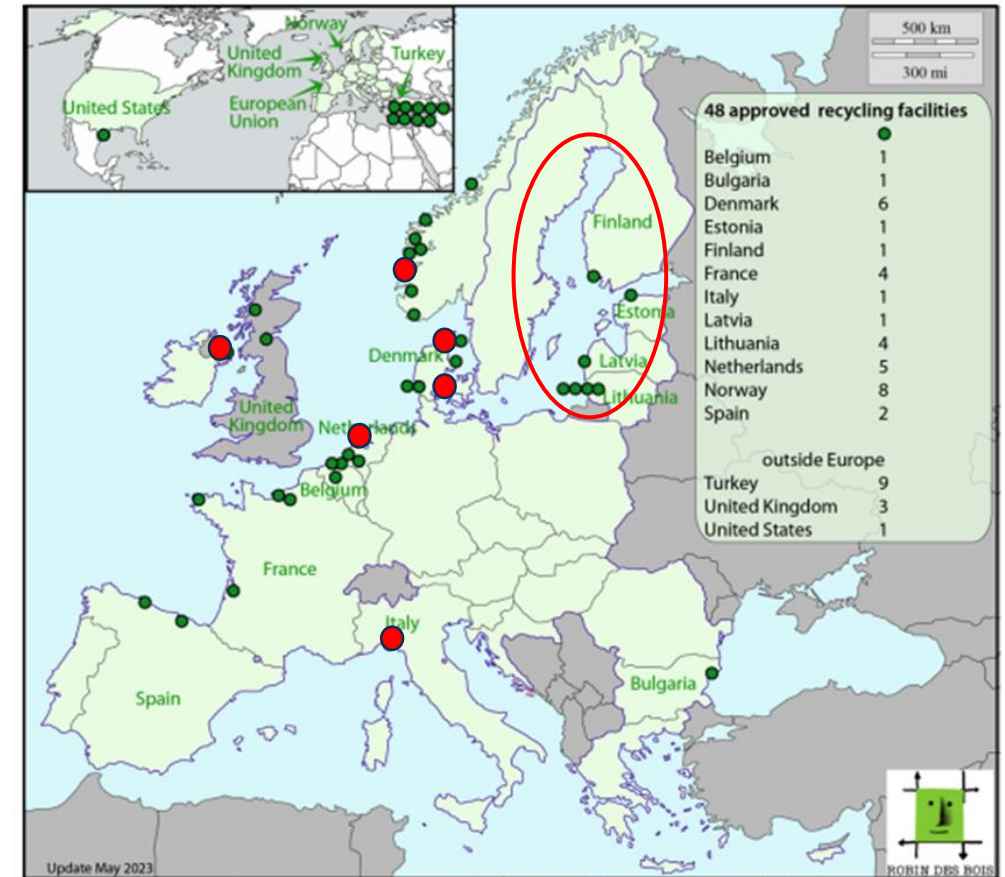 Norway
United
Kingdom
Turkey
European
Union
United States
500 km
300 mi
48 approved recycling facilities
Belgium 1
Bulgaria 1
Denmark 6
Estonia 1
Finland 1
France 4
Italy 1
Latvia 1
Lithuania 4
Netherlands 5
Norway 8
Spain 2
outside Europe
Turkey 9
United Kingdom 3
United States 1
Finland
Estonia
Latvia
Lithuania
Denmark
United
Kingdom
Netherlands
Belgium
France
Italy
Spain
Bulgaria
Update May 2023
ROBIN DES BOIS